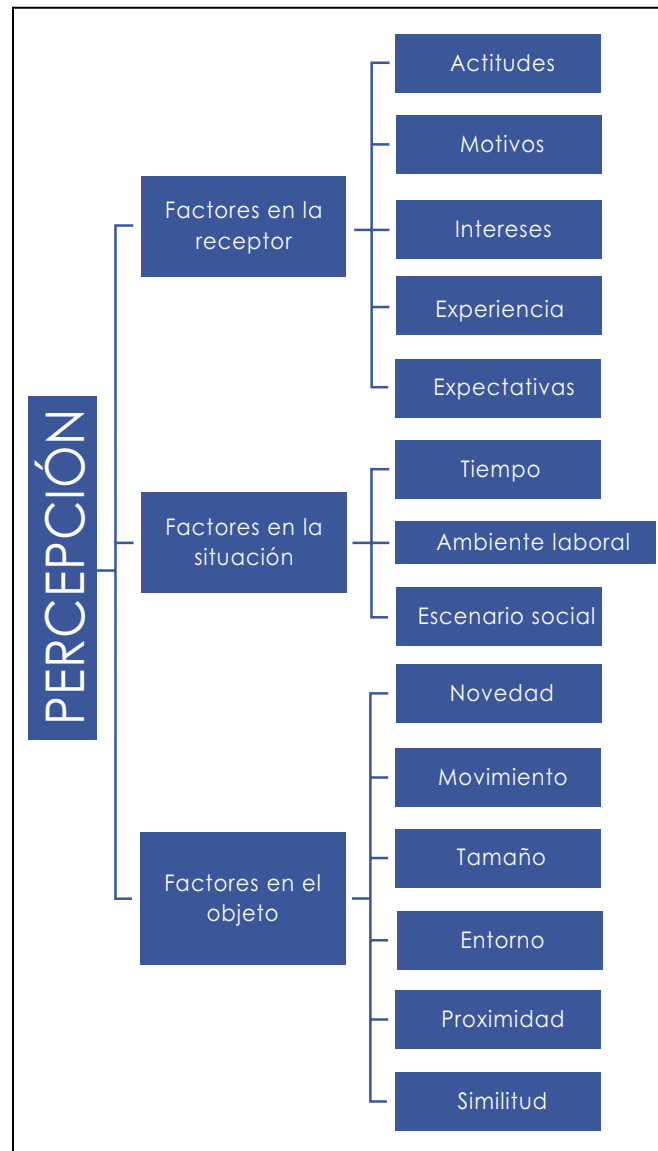 PERCEPCIÓN
Factores en la
receptor
Actitudes
Motivos
Intereses
Experiencia
Expectativas
Factores en la
situación
Tiempo
Ambiente laboral
Escenario social
Factores en el
objeto
Novedad
Movimiento
Tamaño
Entorno
Proximidad
Similitud